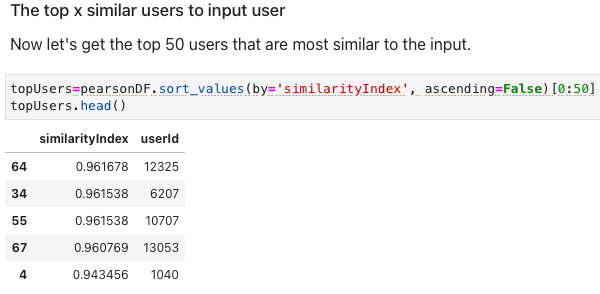 The top x similar users to input user
Now let's get the top 50 users that are most similar to the input.
topUsers=pearsonDF.sort_values(by='similarityIndex', ascending=False)[0:50]
topUsers.head()
similarityIndex userId
64 0.961678 12325
34 0.961538 6207
55 0.961538 10707
67 0.960769 13053
4 0.943456 1040